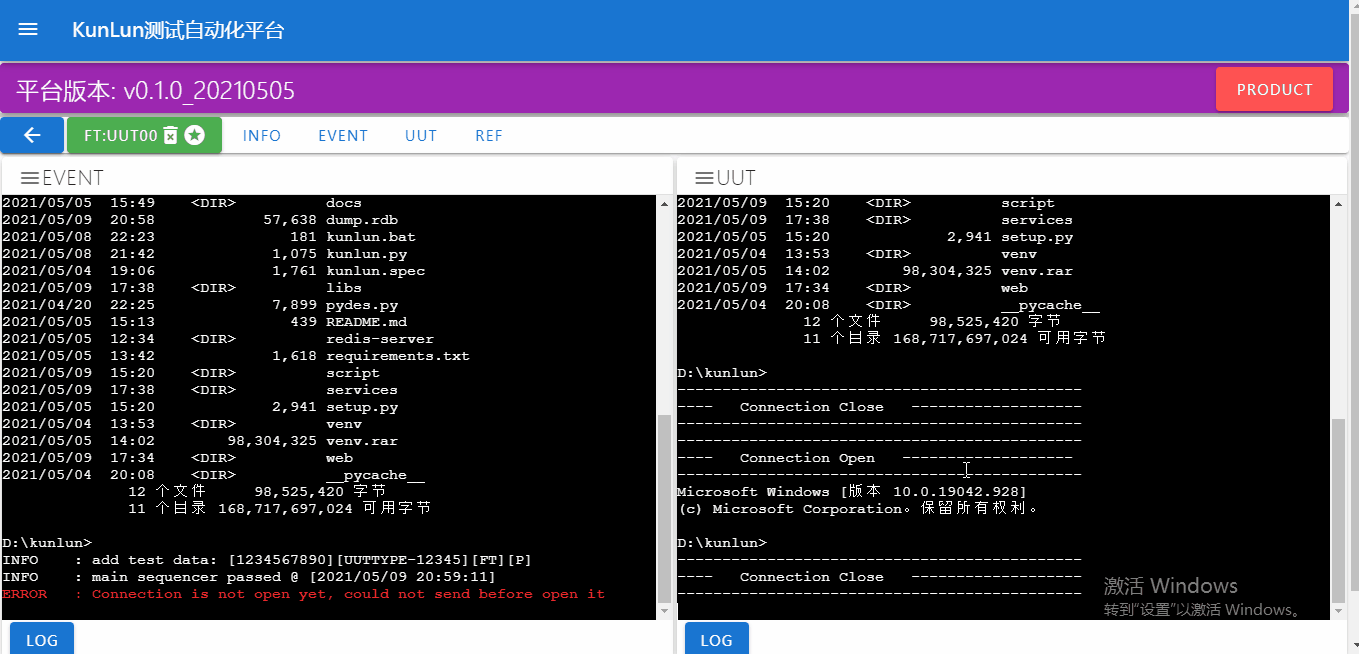 KunLun测试自动化平台
平台版本: v0.1.0_20210505
PRODUCT
FT:UUT00 INFO EVENT UUT REF
EVENT
2021/05/05 15:49 <DIR> docs
2021/05/09 20:58 57,638 dump.rdb
2021/05/08 22:23 181 kunlun.bat
2021/05/08 21:42 1,075 kunlun.py
2021/05/04 19:06 1,761 kunlun.spec
2021/05/09 17:38 <DIR> libs
2021/04/20 22:25 7,899 pydes.py
2021/05/05 15:13 439 README.md
2021/05/05 12:34 <DIR> redis-server
2021/05/05 13:42 1,618 requirements.txt
2021/05/09 15:20 <DIR> script
2021/05/09 17:38 <DIR> services
2021/05/05 15:20 2,941 setup.py
2021/05/04 13:53 <DIR> venv
2021/05/05 14:02 98,304,325 venv.rar
2021/05/09 17:34 <DIR> web
2021/05/04 20:08 <DIR> __pycache__
12 个文件 98,525,420 字节
11 个目录 168,717,697,024 可用字节
D:\kunlun>
INFO : add test data: [1234567890][UUTTYPE-12345][FT][P]
INFO : main sequencer passed @ [2021/05/09 20:59:11]
ERROR : Connection is not open yet, could not send before open it
LOG
UUT
2021/05/09 15:20 <DIR> script
2021/05/09 17:38 <DIR> services
2021/05/05 15:20 2,941 setup.py
2021/05/04 13:53 <DIR> venv
2021/05/05 14:02 98,304,325 venv.rar
2021/05/09 17:34 <DIR> web
2021/05/04 20:08 <DIR> __pycache__
12 个文件 98,525,420 字节
11 个目录 168,717,697,024 可用字节
D:\kunlun>
---------------------------------------------
---- Connection Close -------------------
---------------------------------------------
---------------------------------------------
---- Connection Open -------------------
---------------------------------------------
Microsoft Windows [版本 10.0.19042.928]
(c) Microsoft Corporation。保留所有权利。
D:\kunlun>
---------------------------------------------
---- Connection Close -------------------
---------------------------------------------
激活 Windows
转到“设置”以激活 Windows。
LOG